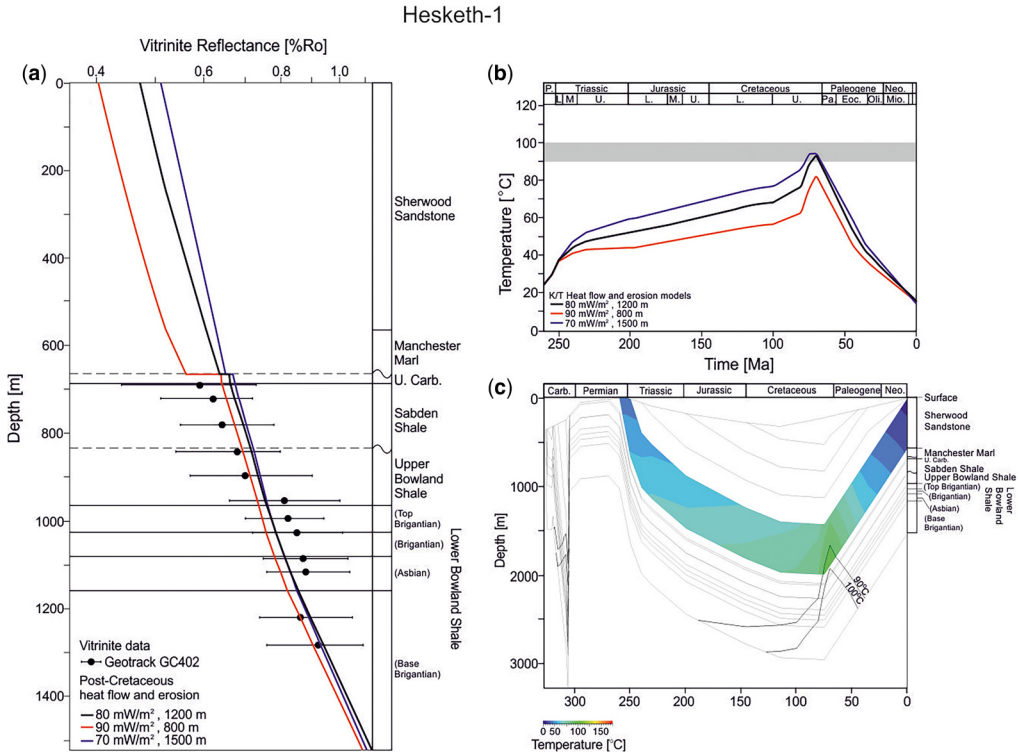 Hesketh-1
(a)
Vitrinite Reflectance [%Ro]
0.4 0.6 0.8 1.0
0
200
400
600
800
1000
1200
1400
Depth [m]
Sherwood
Sandstone
Manchester
Marl
U. Carb.
Sabden
Shale
Upper
Bowland
Shale
(Top
Brigantian)
(Brigantian)
(Asbian)
(Base
Brigantian)
Lower Bowland Shale
Vitrinite data
Geotrack GC402
Post-Cretaceous
heat flow and erosion
80 mW/m², 1200 m
90 mW/m², 800 m
70 mW/m², 1500 m
(b)
P. Triassic Jurassic Cretaceous Paleogene Neo.
L M U. L. M. U. L. U. Pa. Eoc. Oli. Mio.
120
100
80
60
40
20
0
Temperature [°C]
K/T Heat flow and erosion models
80 mW/m², 1200 m
90 mW/m², 800 m
70 mW/m², 1500 m
250 200 150 100 50 0
Time [Ma]
(c)
Carb. Permian Triassic Jurassic Cretaceous Paleogene Neo.
0
1000
2000
3000
Depth [m]
Surface
Sherwood
Sandstone
Manchester Marl
U. Carb.
Sabden Shale
Upper Bowland Shale
(Top Brigantian)
(Brigantian)
(Asbian)
(Base
Brigantian)
Lower
Bowland
Shale
90°C
100°C
300 250 200 150 100 50 0
0 50 100 150
Temperature [°C]